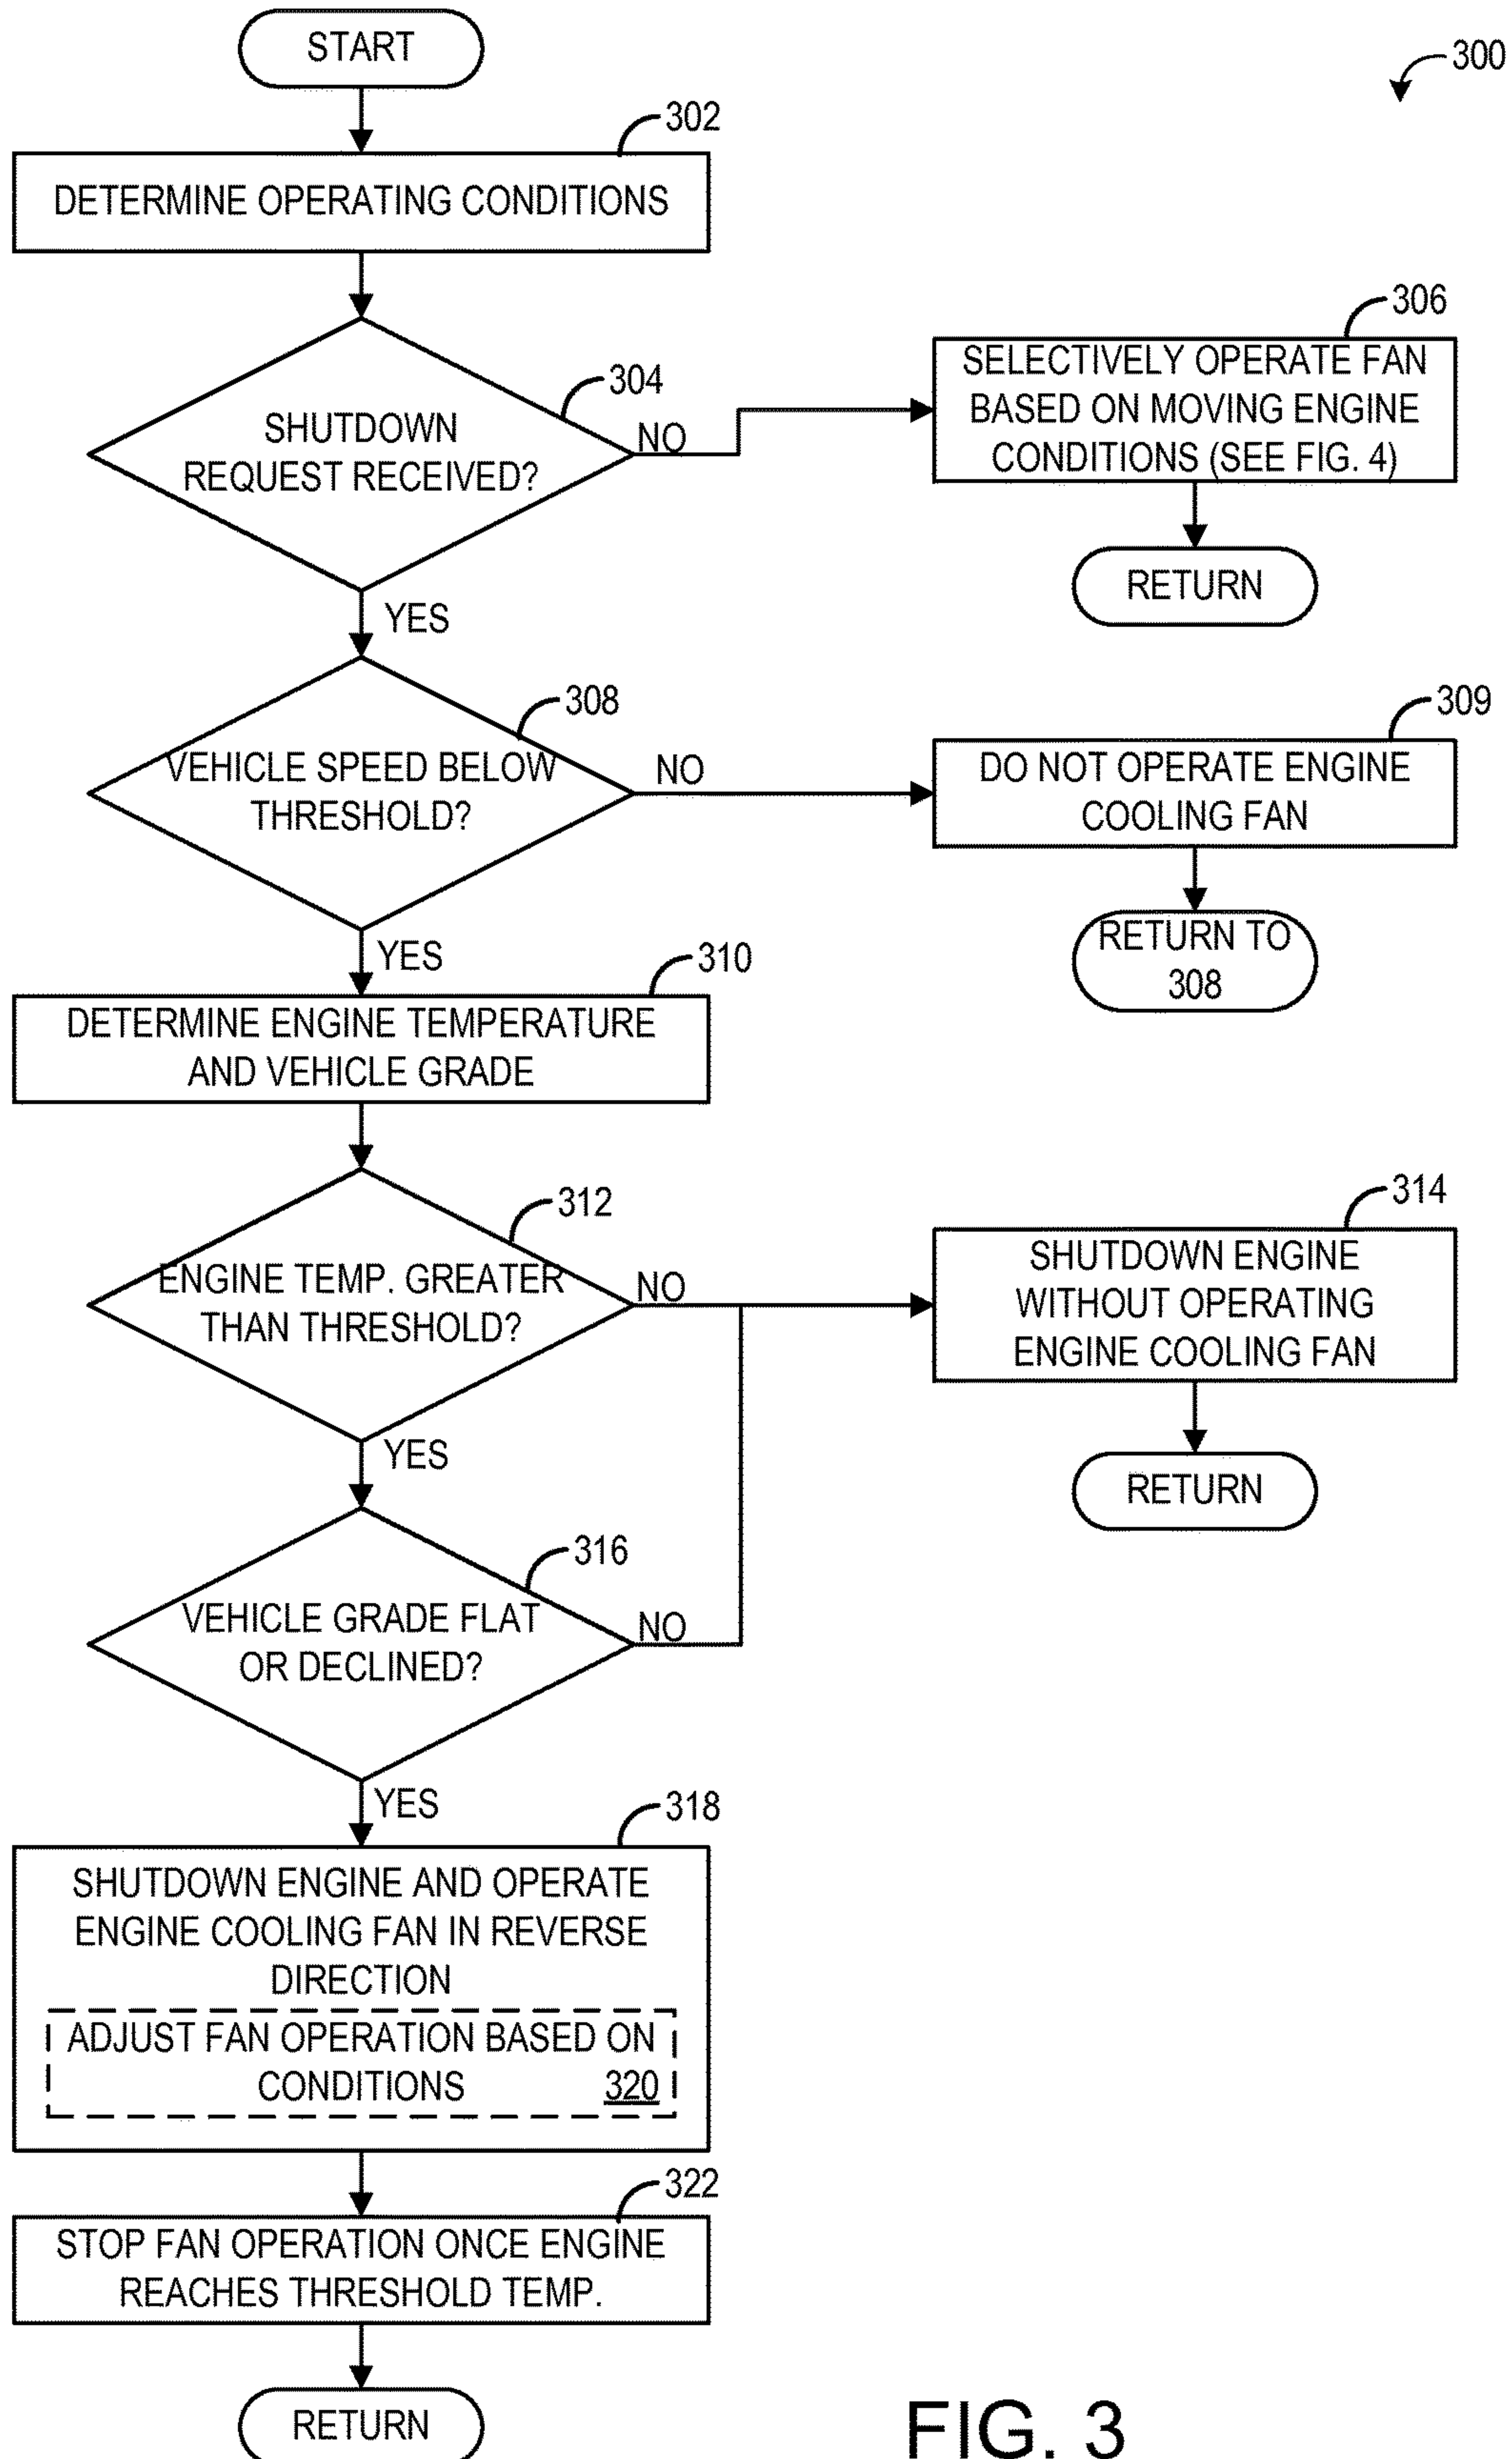 START
300
302
DETERMINE OPERATING CONDITIONS
304
SHUTDOWN
REQUEST RECEIVED?
NO
306
SELECTIVELY OPERATE FAN
BASED ON MOVING ENGINE
CONDITIONS (SEE FIG. 4)
RETURN
YES
308
VEHICLE SPEED BELOW
THRESHOLD?
NO
309
DO NOT OPERATE ENGINE
COOLING FAN
RETURN TO
308
YES
310
DETERMINE ENGINE TEMPERATURE
AND VEHICLE GRADE
312
ENGINE TEMP. GREATER
THAN THRESHOLD?
NO
314
SHUTDOWN ENGINE
WITHOUT OPERATING
ENGINE COOLING FAN
RETURN
YES
316
VEHICLE GRADE FLAT
OR DECLINED?
NO
YES
318
SHUTDOWN ENGINE AND OPERATE
ENGINE COOLING FAN IN REVERSE
DIRECTION
ADJUST FAN OPERATION BASED ON
CONDITIONS 320
322
STOP FAN OPERATION ONCE ENGINE
REACHES THRESHOLD TEMP.
RETURN
FIG. 3